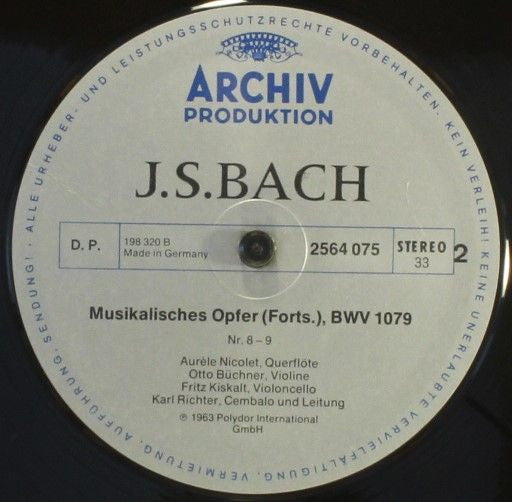 · ALLE URHEBER- UND LEISTUNGSSCHUTZRECHTE VORBEHALTEN. KEIN VERLEIH! KEINE UNERLAUBTE VERVIELFÄLTIGUNG, VERMIETUNG, AUFFÜHRUNG, SENDUNG!
ARCHIV
PRODUKTION
J.S.BACH
D. P.
198 320 B
Made in Germany
2564 075
STEREO
33
2
Musikalisches Opfer (Forts.), BWV 1079
Nr. 8 – 9
Aurèle Nicolet, Querflöte
Otto Büchner, Violine
Fritz Kiskalt, Violoncello
Karl Richter, Cembalo und Leitung
℗ 1963 Polydor International
GmbH